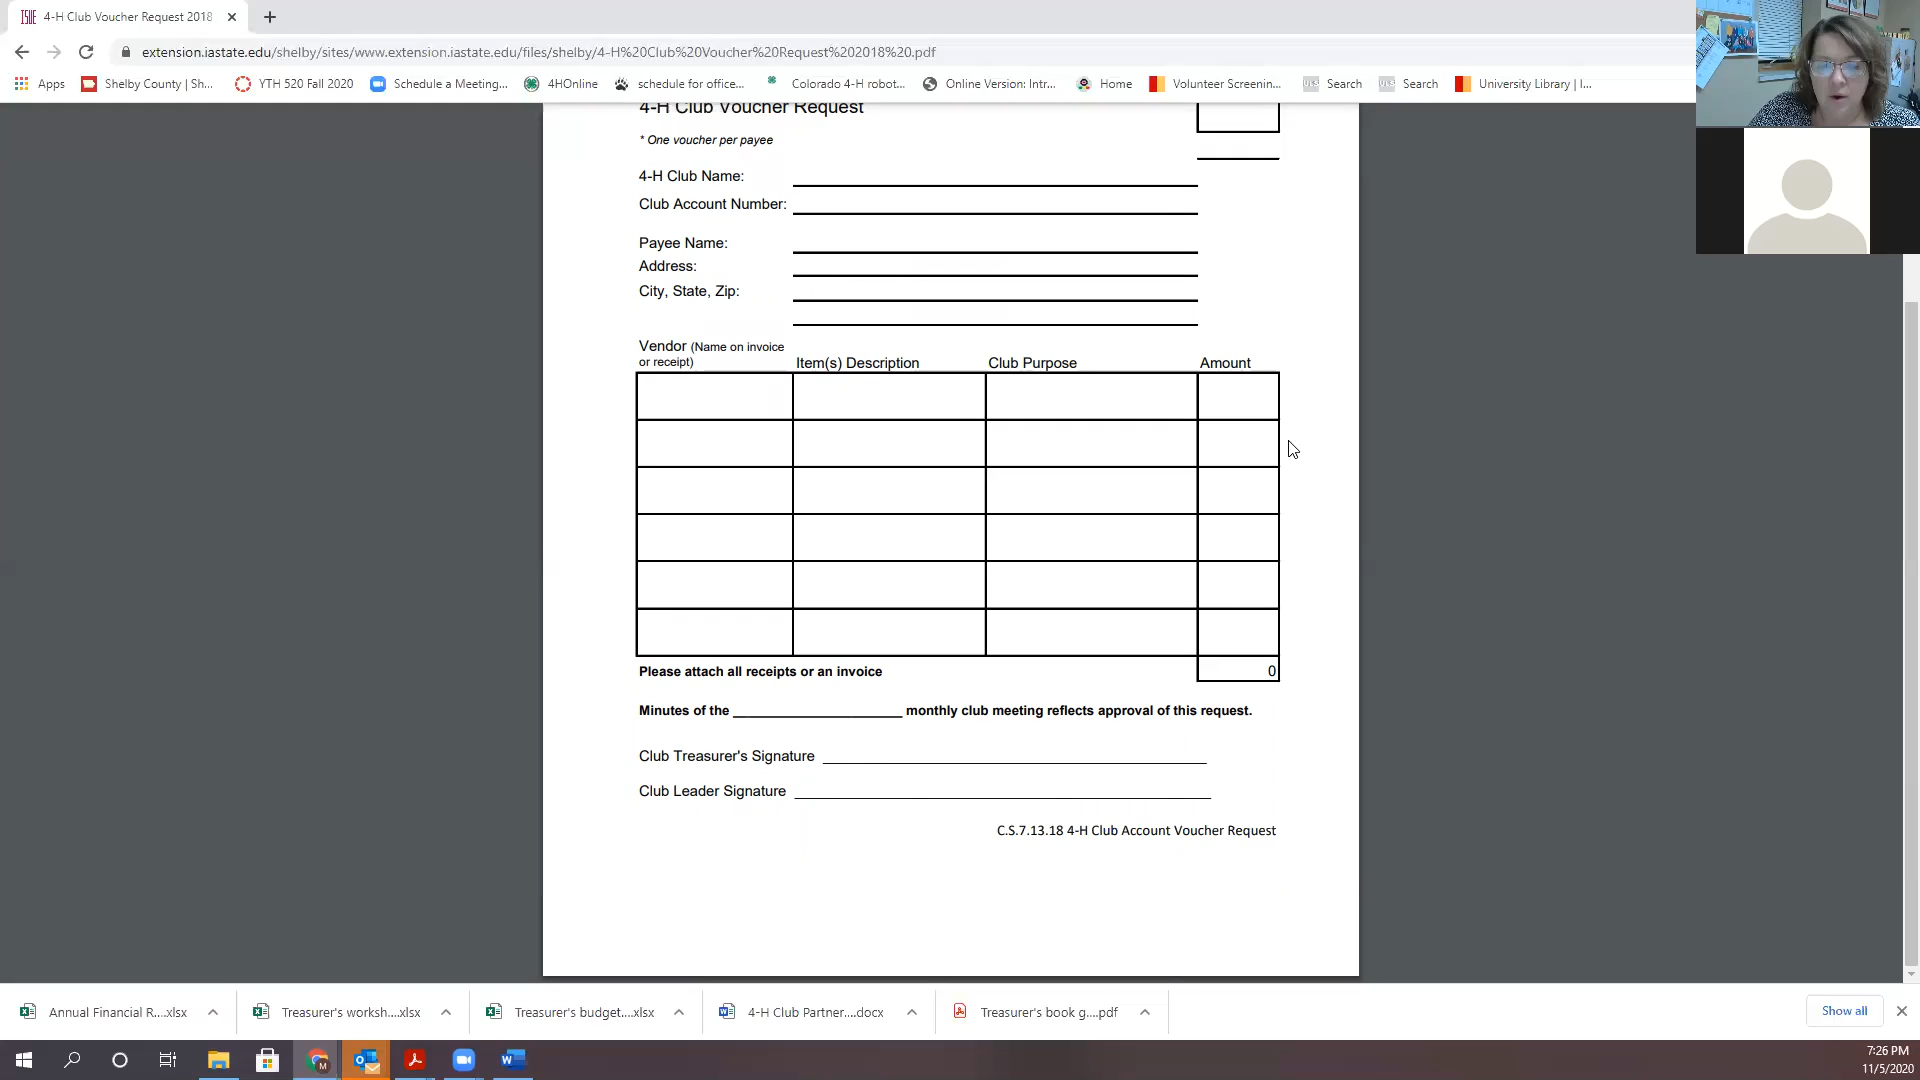 4-H Club Voucher Request 2018
extension.iastate.edu/shelby/sites/www.extension.iastate.edu/files/shelby/4-H%20Club%20Voucher%20Request%202018%20.pdf
Apps Shelby County | Sh... YTH 520 Fall 2020 Schedule a Meeting... 4HOnline schedule for office... Colorado 4-H robot... Online Version: Intr... Home Volunteer Screenin... Search Search University Library | I...
4-H Club Voucher Request
* One voucher per payee
4-H Club Name:
Club Account Number:
Payee Name:
Address:
City, State, Zip:
Vendor (Name on invoice
or receipt) Item(s) Description Club Purpose Amount
Please attach all receipts or an invoice 0
Minutes of the ______________________ monthly club meeting reflects approval of this request.
Club Treasurer's Signature
Club Leader Signature
C.S.7.13.18 4-H Club Account Voucher Request
Annual Financial R....xlsx Treasurer's worksh....xlsx Treasurer's budget....xlsx 4-H Club Partner....docx Treasurer's book g....pdf Show all
7:26 PM
11/5/2020